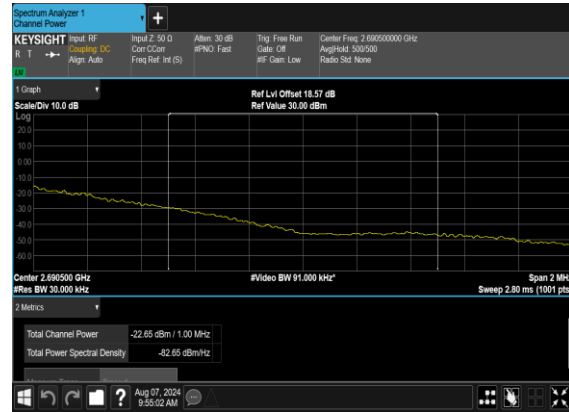 Spectrum Analyzer 1
Channel Power
KEYSIGHT
R T
Input: RF
Coupling: DC
Align: Auto
Input Z: 50 Ω
Corr CCorr
Freq Ref: Int (S)
Atten: 30 dB
#PNO: Fast
Trig: Free Run
Gate: Off
#IF Gain: Low
Center Freq: 2.690500000 GHz
Avg|Hold: 500/500
Radio Std: None
1 Graph
Scale/Div 10.0 dB
Ref Lvl Offset 18.57 dB
Ref Value 30.00 dBm
Log
20.0
10.0
0.00
-10.0
-20.0
-30.0
-40.0
-50.0
-60.0
Center 2.690500 GHz
#Res BW 30.000 kHz
#Video BW 91.000 kHz*
Span 2 MHz
Sweep 2.80 ms (1001 pts
2 Metrics
Total Channel Power -22.65 dBm / 1.00 MHz
Total Power Spectral Density -82.65 dBm/Hz
?
Aug 07, 2024
9:55:02 AM